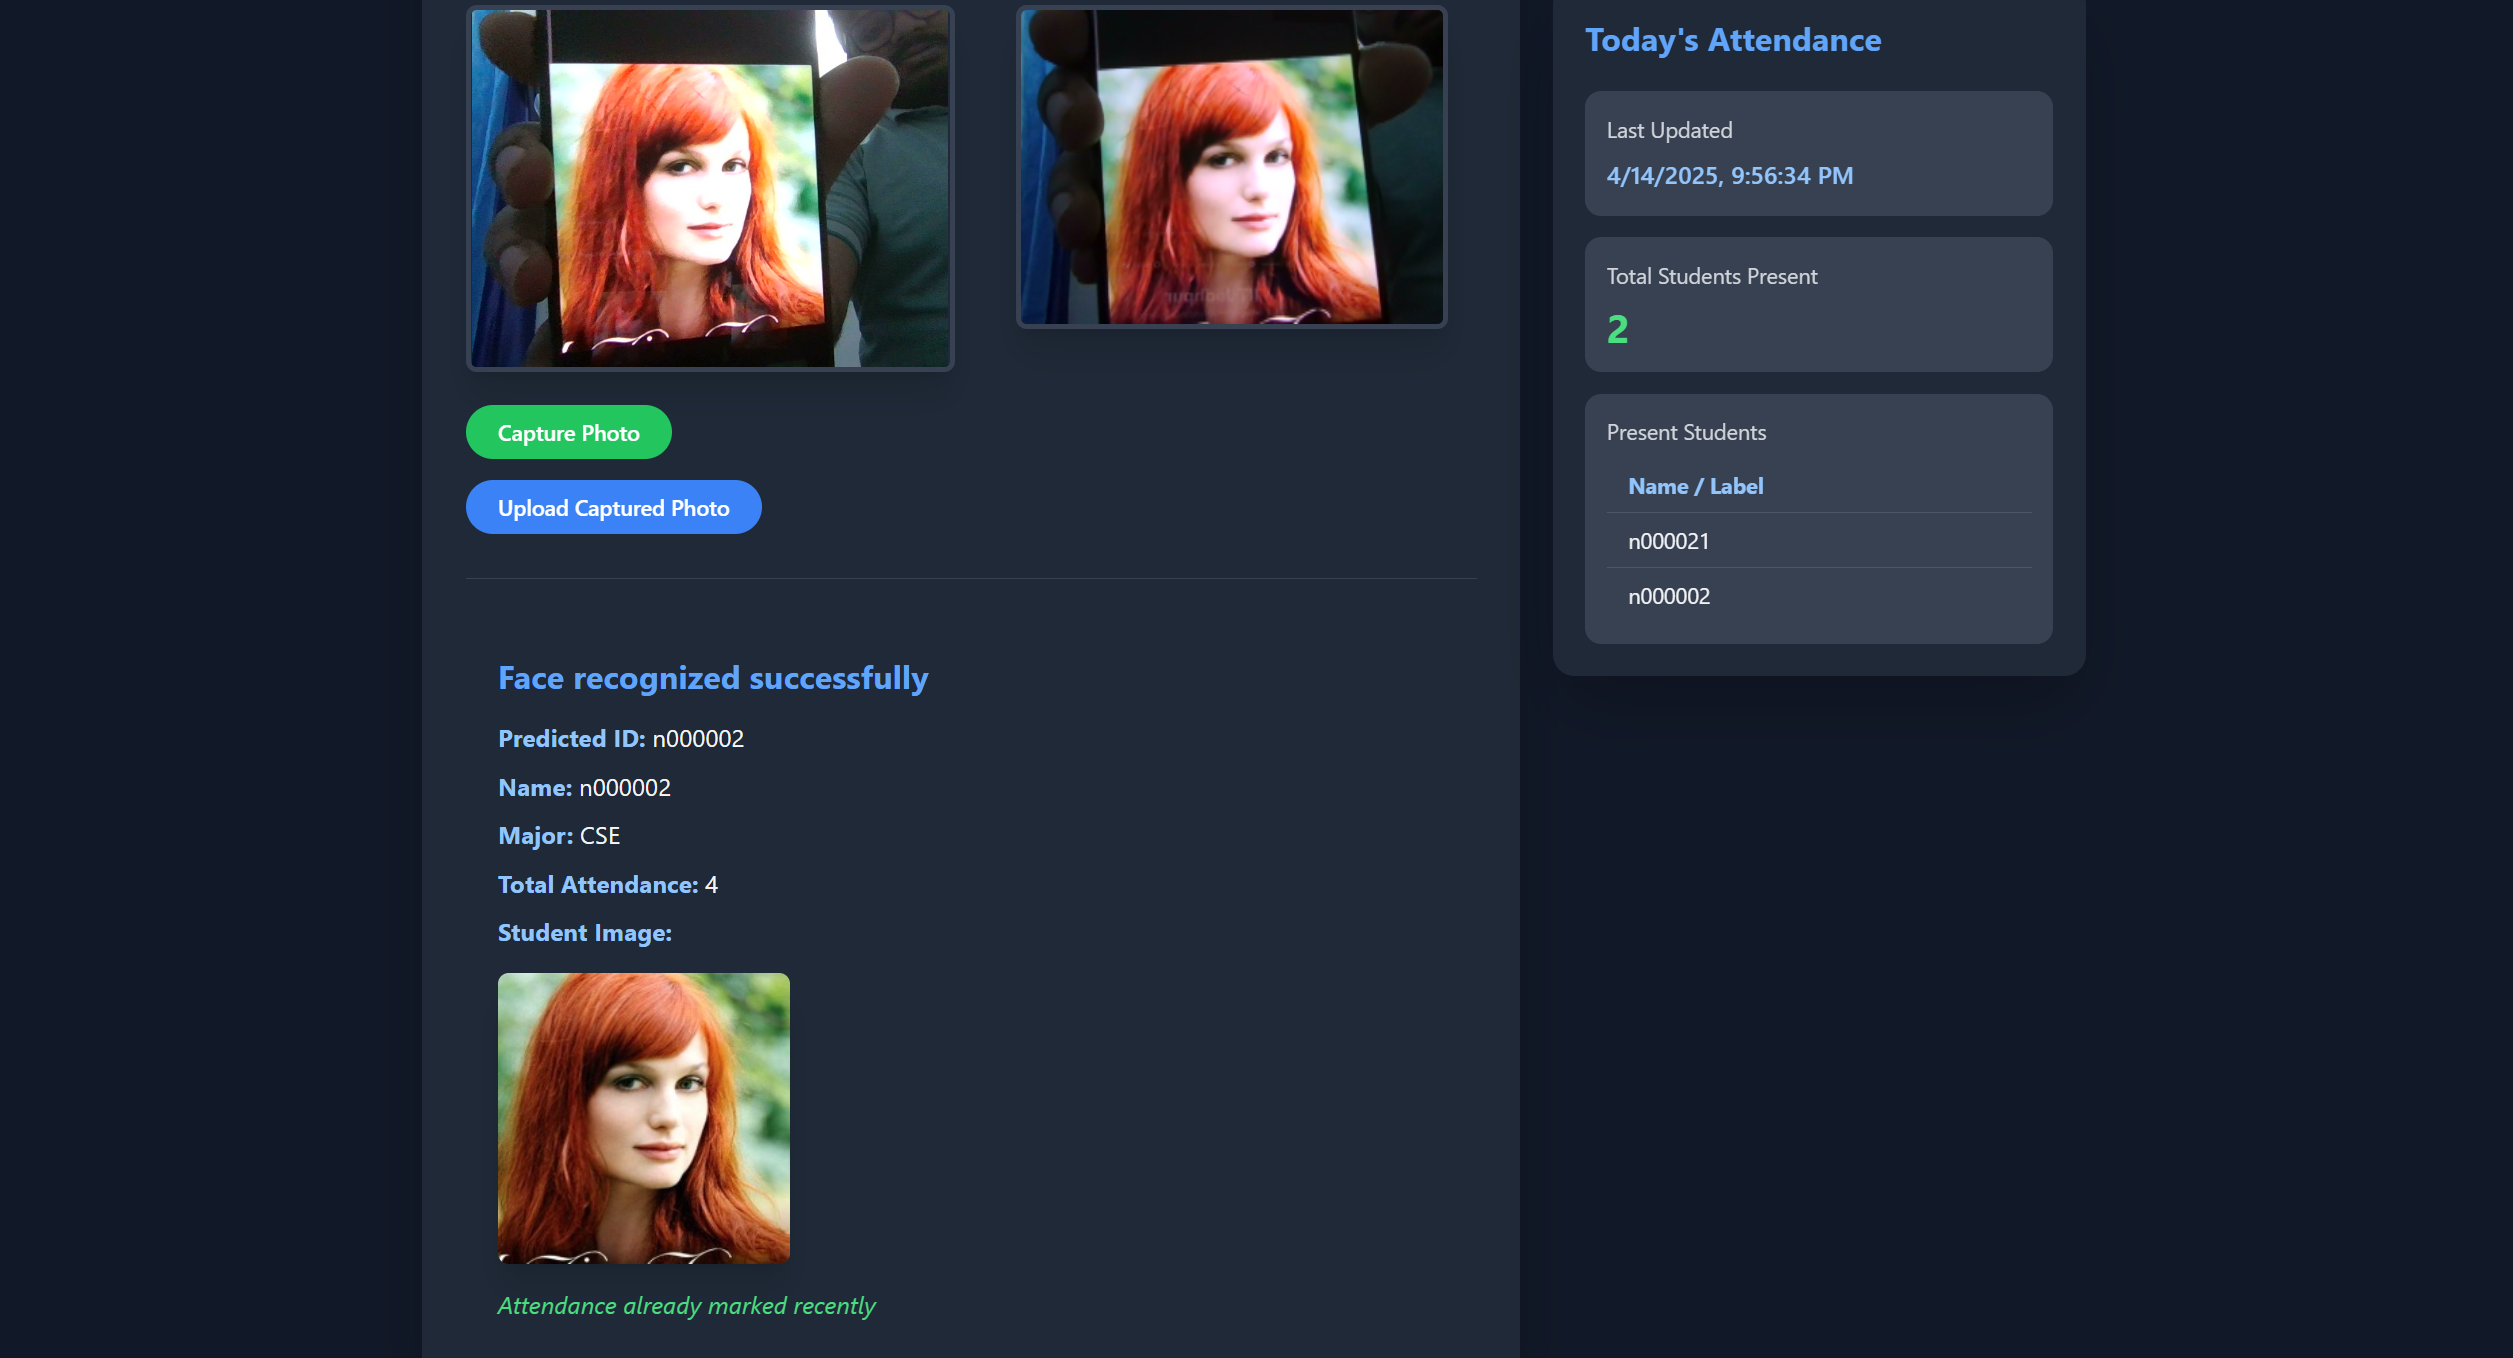 Capture Photo
Upload Captured Photo
Face recognized successfully
Predicted ID: n000002
Name: n000002
Major: CSE
Total Attendance: 4
Student Image:
Attendance already marked recently
Today's Attendance
Last Updated
4/14/2025, 9:56:34 PM
Total Students Present
2
Present Students
Name / Label
n000021
n000002